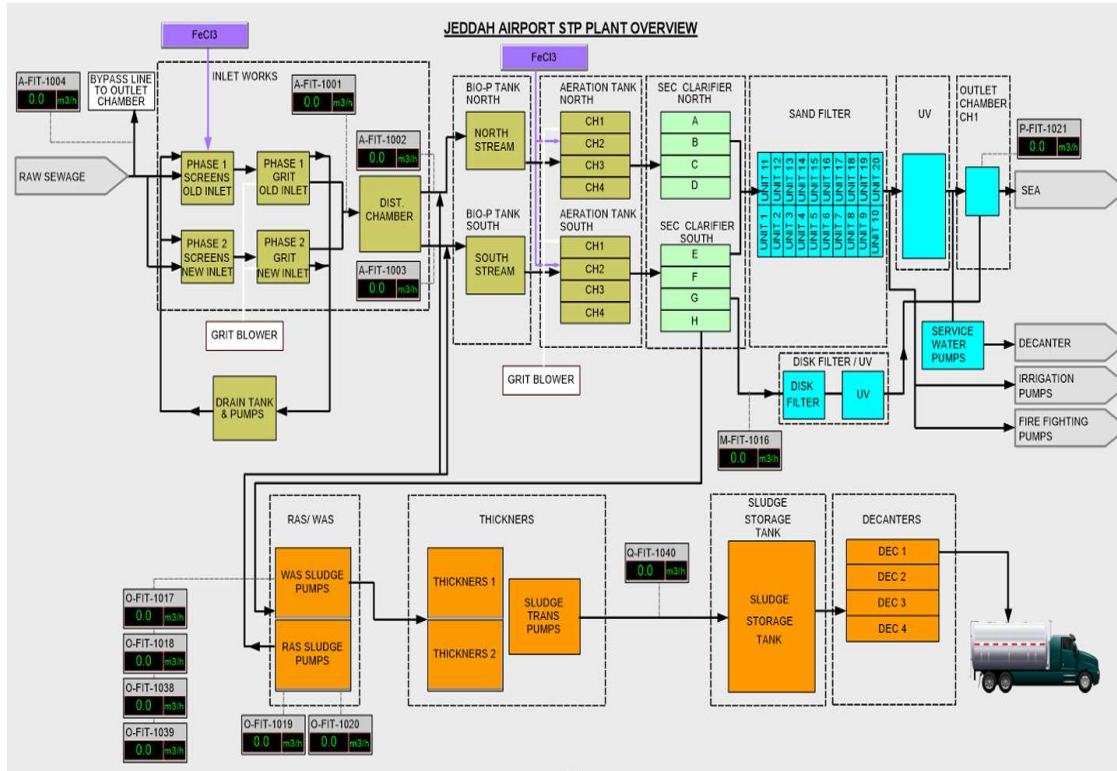 JEDDAH AIRPORT STP PLANT OVERVIEW
FeCl3
FeCl3
A-FIT-1004
0.0 m3/h
BYPASS LINE
TO OUTLET
CHAMBER
INLET WORKS
A-FIT-1001
0.0 m3/h
A-FIT-1002
0.0 m3/h
BIO-P TANK
NORTH
AERATION TANK
NORTH
SEC CLARIFIER
NORTH
SAND FILTER
UV
OUTLET
CHAMBER
CH1
P-FIT-1021
0.0 m3/h
RAW SEWAGE
PHASE 1
SCREENS
OLD INLET
PHASE 1
GRIT
OLD INLET
PHASE 2
SCREENS
NEW INLET
PHASE 2
GRIT
NEW INLET
DIST.
CHAMBER
A-FIT-1003
0.0 m3/h
NORTH
STREAM
CH1
CH2
CH3
CH4
A
B
C
D
BIO-P TANK
SOUTH
SOUTH
STREAM
AERATION TANK
SOUTH
CH1
CH2
CH3
CH4
SEC CLARIFIER
SOUTH
E
F
G
H
UNIT 11
UNIT 12
UNIT 13
UNIT 14
UNIT 15
UNIT 16
UNIT 17
UNIT 18
UNIT 19
UNIT 20
UNIT 1
UNIT 2
UNIT 3
UNIT 4
UNIT 5
UNIT 6
UNIT 7
UNIT 8
UNIT 9
UNIT 10
SEA
GRIT BLOWER
GRIT BLOWER
DRAIN TANK
& PUMPS
SERVICE
WATER
PUMPS
DECANTER
IRRIGATION
PUMPS
FIRE FIGHTING
PUMPS
DISK FILTER / UV
DISK
FILTER
UV
M-FIT-1016
0.0 m3/h
RAS/ WAS
WAS SLUDGE
PUMPS
RAS SLUDGE
PUMPS
THICKNERS
THICKNERS 1
THICKNERS 2
SLUDGE
TRANS
PUMPS
Q-FIT-1040
0.0 m3/h
SLUDGE
STORAGE
TANK
SLUDGE
STORAGE
TANK
DECANTERS
DEC 1
DEC 2
DEC 3
DEC 4
O-FIT-1017
0.0 m3/h
O-FIT-1018
0.0 m3/h
O-FIT-1038
0.0 m3/h
O-FIT-1039
0.0 m3/h
O-FIT-1019
0.0 m3/h
O-FIT-1020
0.0 m3/h